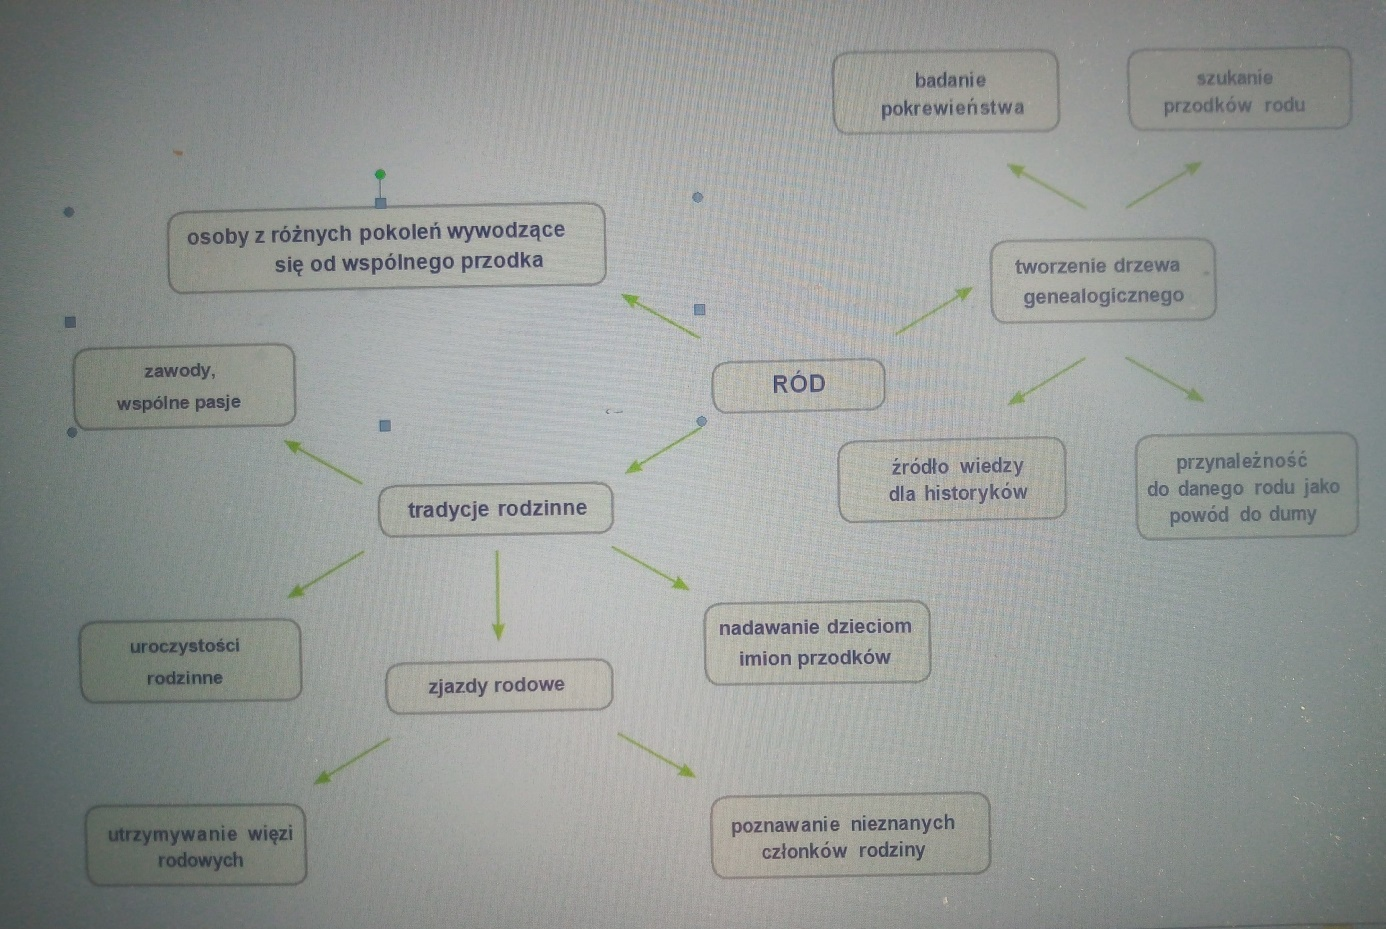 badanie
pokrewieństwa
szukanie
przodków rodu
osoby z różnych pokoleń wywodzące
się od wspólnego przodka
tworzenie drzewa
genealogicznego
zawody,
wspólne pasje
RÓD
źródło wiedzy
dla historyków
przynależność
do danego rodu jako
powód do dumy
tradycje rodzinne
uroczystości
rodzinne
zjazdy rodowe
nadawanie dzieciom
imion przodków
utrzymywanie więzi
rodowych
poznawanie nieznanych
członków rodziny